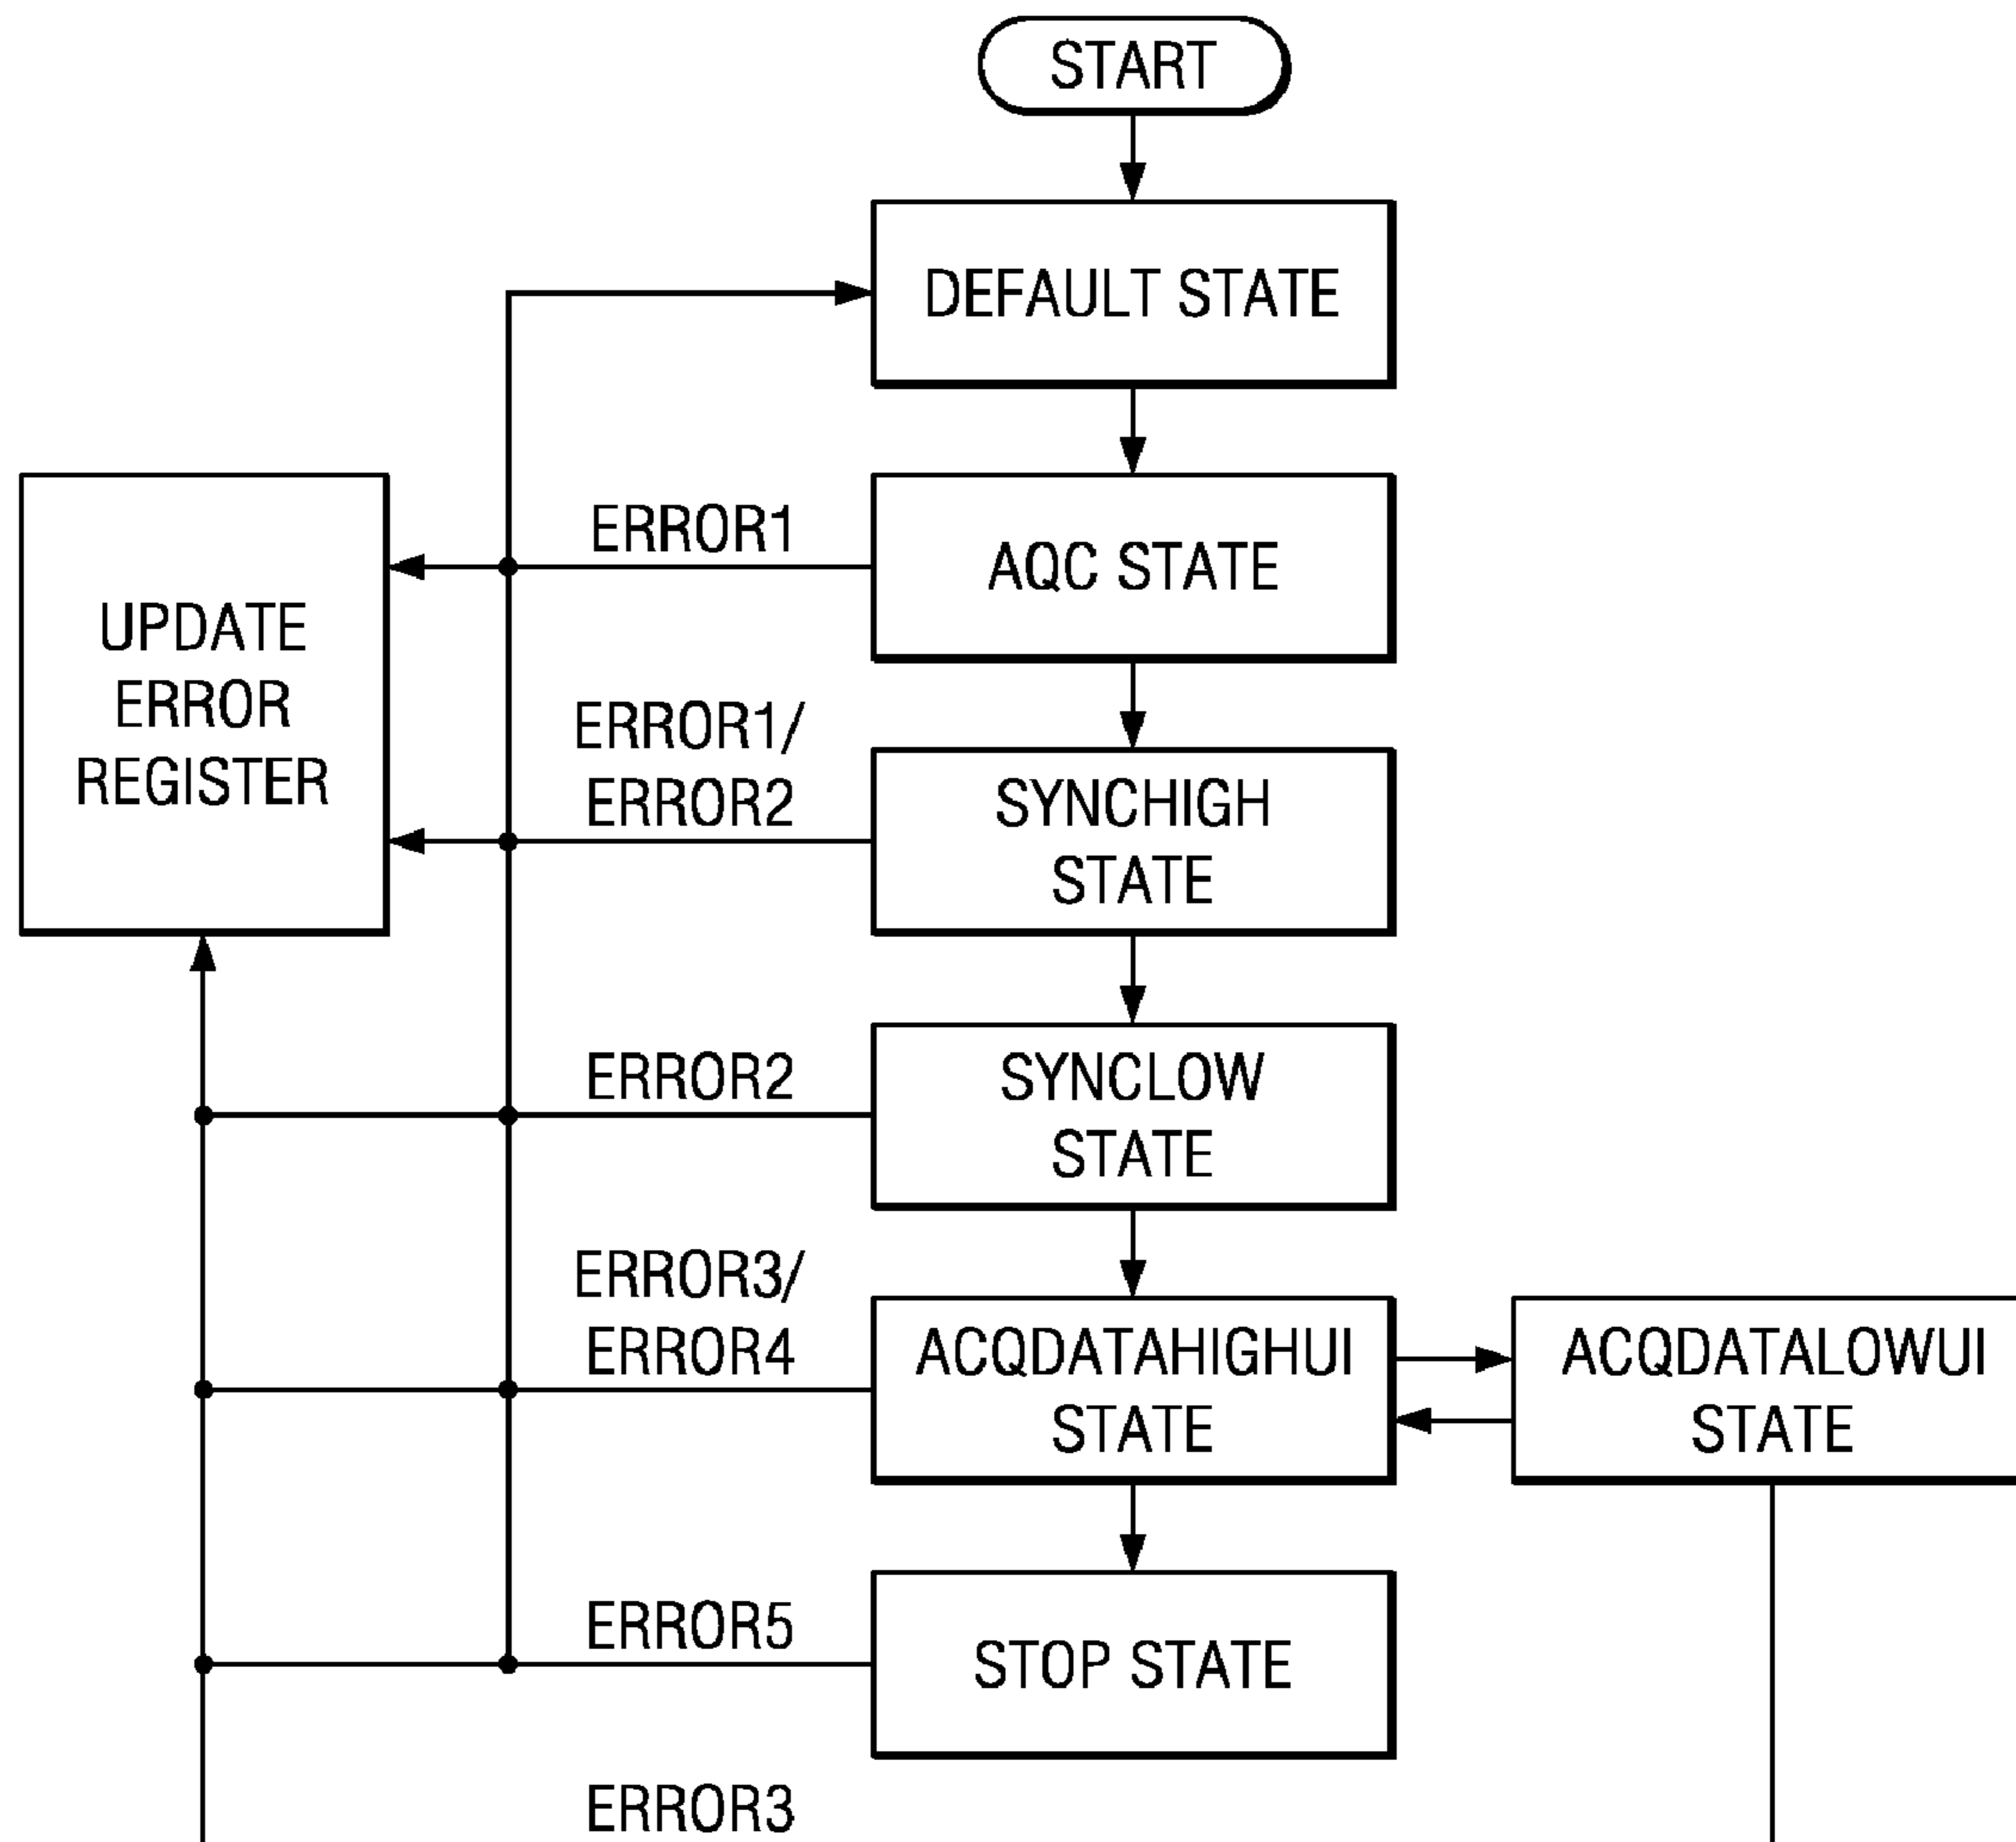 START
DEFAULT STATE
ERROR1
AQC STATE
UPDATE
ERROR
REGISTER
ERROR1/
ERROR2
SYNCHIGH
STATE
ERROR2
SYNCLOW
STATE
ERROR3/
ERROR4
ACQDATAHIGHUI
STATE
ACQDATALOWUI
STATE
ERROR5
STOP STATE
ERROR3